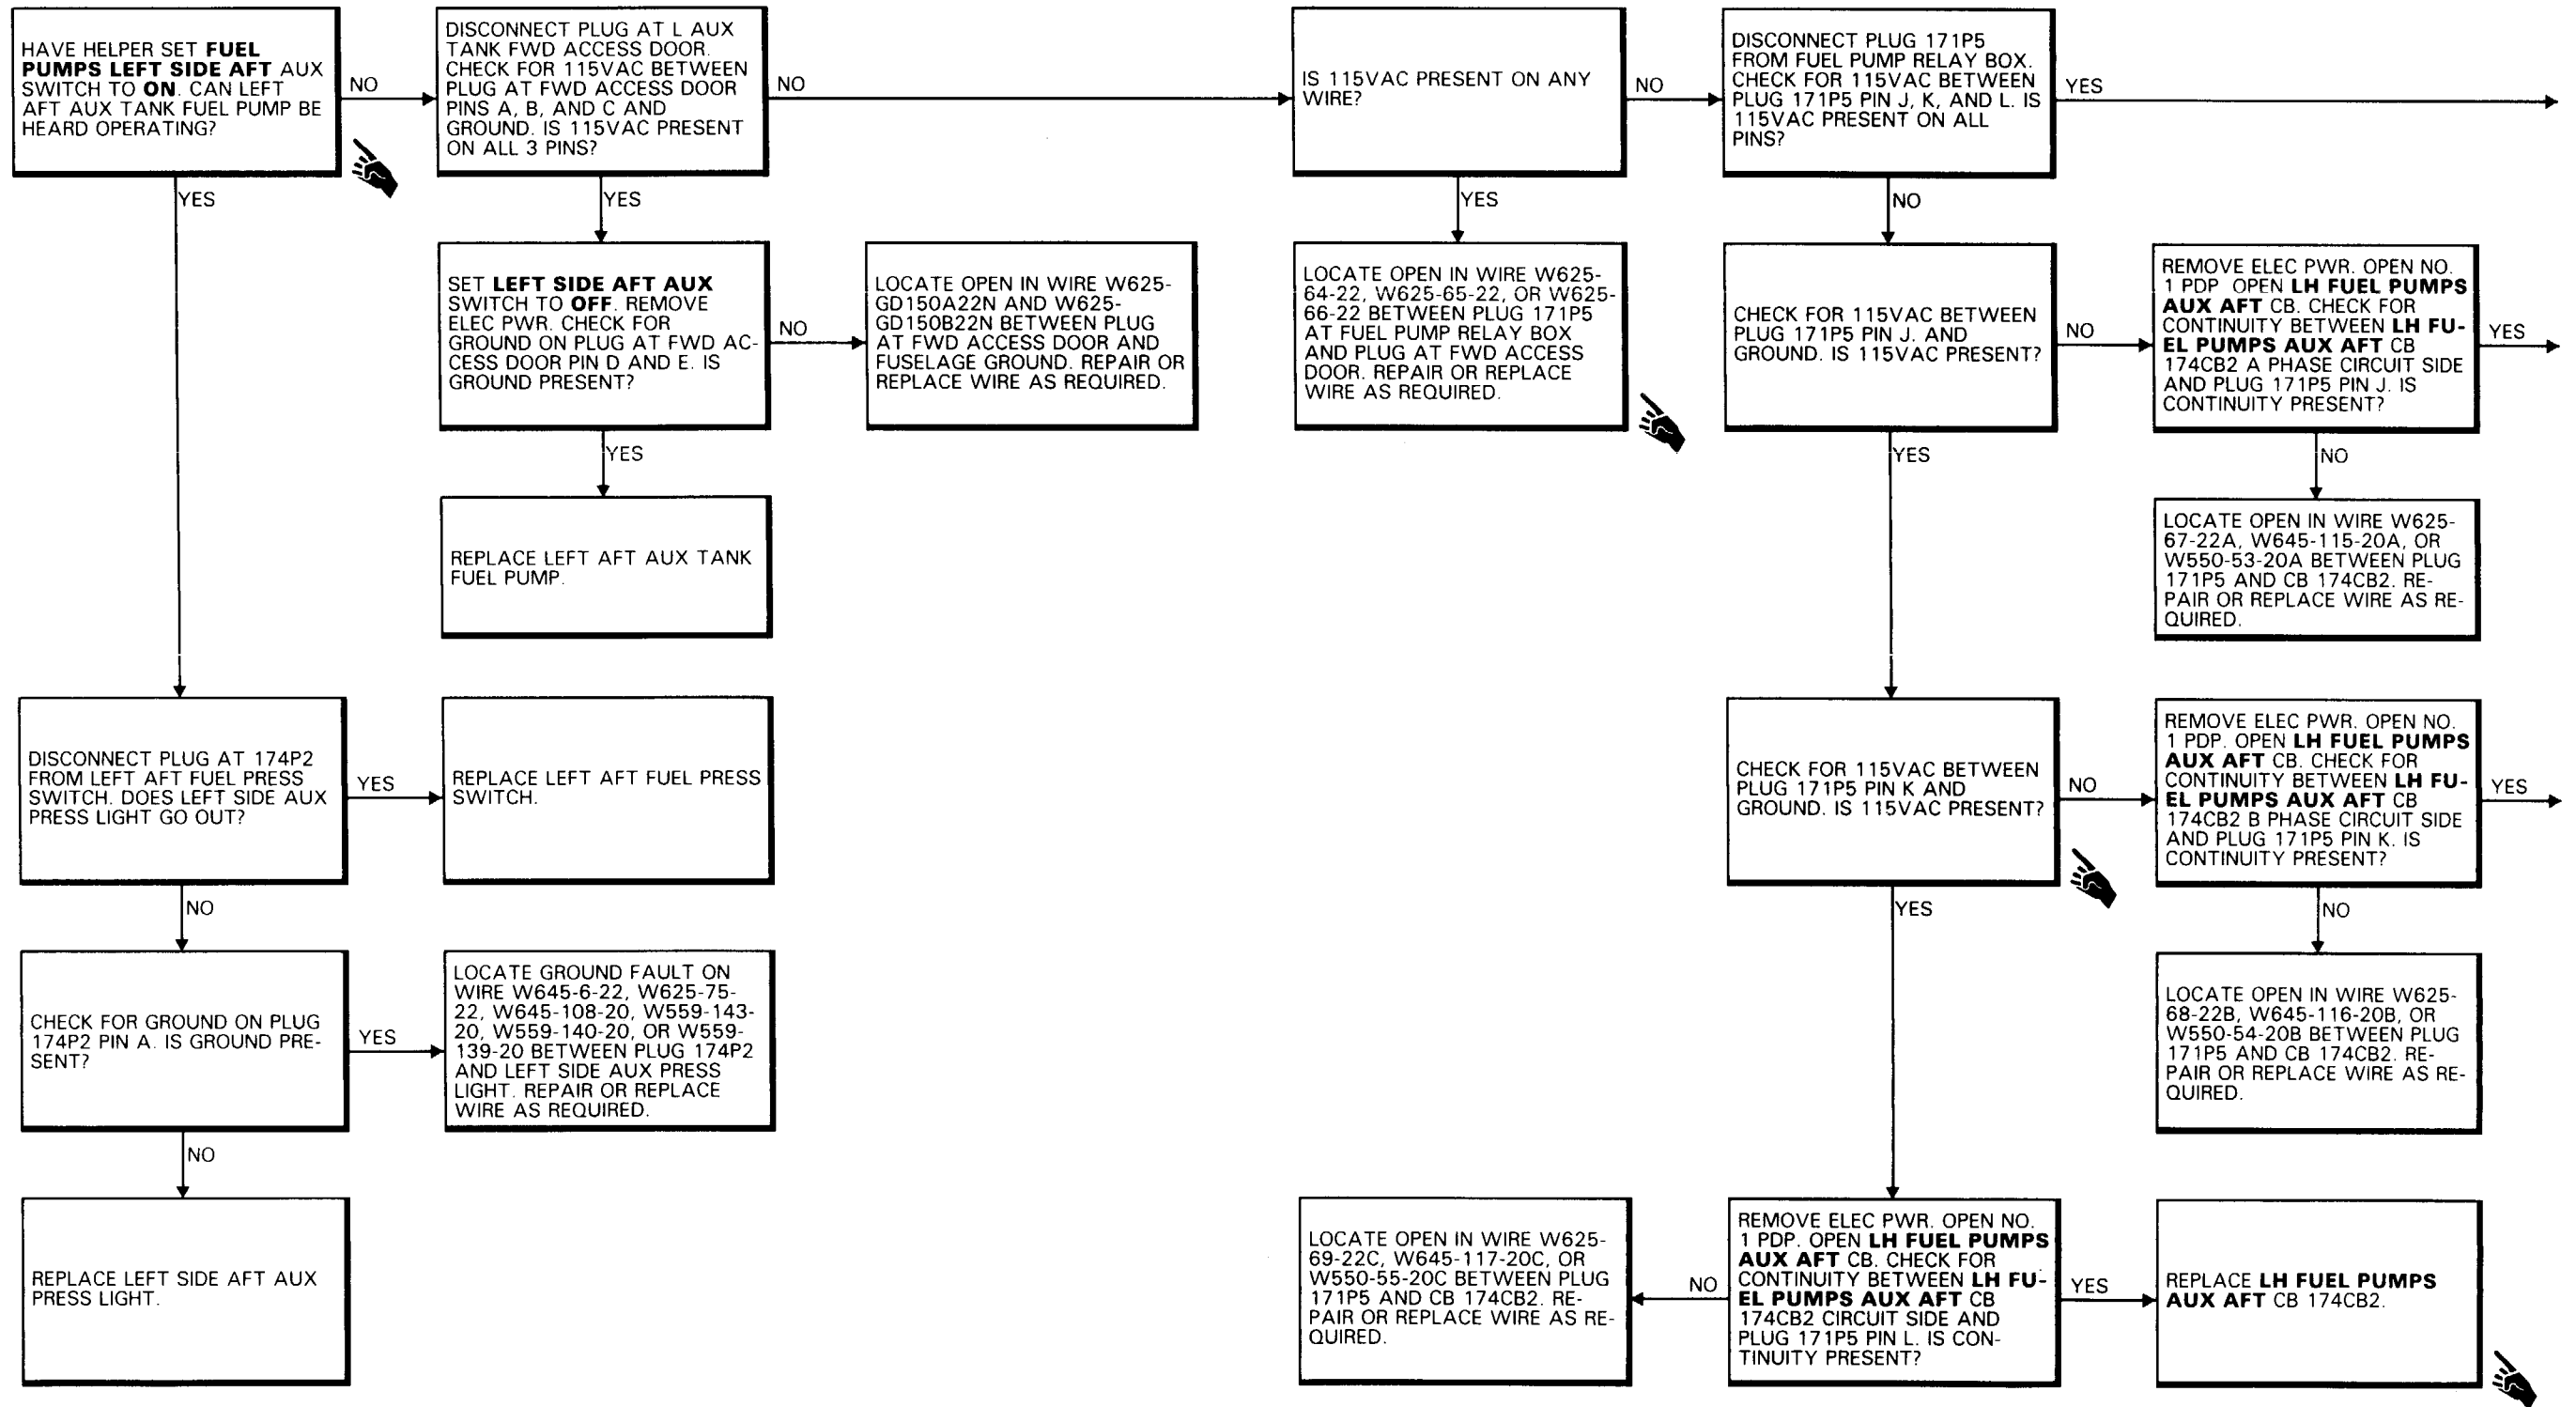 HAVE HELPER SET FUEL
PUMPS LEFT SIDE AFT AUX
SWITCH TO ON. CAN LEFT
AFT AUX TANK FUEL PUMP BE
HEARD OPERATING?
NO
YES
DISCONNECT PLUG AT L AUX
TANK FWD ACCESS DOOR.
CHECK FOR 115VAC BETWEEN
PLUG AT FWD ACCESS DOOR
PINS A, B, AND C AND
GROUND. IS 115VAC PRESENT
ON ALL 3 PINS?
NO
YES
IS 115VAC PRESENT ON ANY
WIRE?
NO
YES
DISCONNECT PLUG 171P5
FROM FUEL PUMP RELAY BOX.
CHECK FOR 115VAC BETWEEN
PLUG 171P5 PIN J, K, AND L. IS
115VAC PRESENT ON ALL
PINS?
YES
NO
SET LEFT SIDE AFT AUX
SWITCH TO OFF. REMOVE
ELEC PWR. CHECK FOR
GROUND ON PLUG AT FWD AC-
CESS DOOR PIN D AND E. IS
GROUND PRESENT?
NO
YES
LOCATE OPEN IN WIRE W625-
GD150A22N AND W625-
GD150B22N BETWEEN PLUG
AT FWD ACCESS DOOR AND
FUSELAGE GROUND. REPAIR OR
REPLACE WIRE AS REQUIRED.
LOCATE OPEN IN WIRE W625-
64-22, W625-65-22, OR W625-
66-22 BETWEEN PLUG 171P5
AT FUEL PUMP RELAY BOX
AND PLUG AT FWD ACCESS
DOOR. REPAIR OR REPLACE
WIRE AS REQUIRED.
CHECK FOR 115VAC BETWEEN
PLUG 171P5 PIN J. AND
GROUND. IS 115VAC PRESENT?
NO
YES
REMOVE ELEC PWR. OPEN NO.
1 PDP. OPEN LH FUEL PUMPS
AUX AFT CB. CHECK FOR
CONTINUITY BETWEEN LH FU-
EL PUMPS AUX AFT CB
174CB2 A PHASE CIRCUIT SIDE
AND PLUG 171P5 PIN J. IS
CONTINUITY PRESENT?
YES
NO
REPLACE LEFT AFT AUX TANK
FUEL PUMP.
LOCATE OPEN IN WIRE W625-
67-22A, W645-115-20A, OR
W550-53-20A BETWEEN PLUG
171P5 AND CB 174CB2. RE-
PAIR OR REPLACE WIRE AS RE-
QUIRED.
DISCONNECT PLUG AT 174P2
FROM LEFT AFT FUEL PRESS
SWITCH. DOES LEFT SIDE AUX
PRESS LIGHT GO OUT?
YES
NO
REPLACE LEFT AFT FUEL PRESS
SWITCH.
CHECK FOR 115VAC BETWEEN
PLUG 171P5 PIN K AND
GROUND. IS 115VAC PRESENT?
NO
YES
REMOVE ELEC PWR. OPEN NO.
1 PDP. OPEN LH FUEL PUMPS
AUX AFT CB. CHECK FOR
CONTINUITY BETWEEN LH FU-
EL PUMPS AUX AFT CB
174CB2 B PHASE CIRCUIT SIDE
AND PLUG 171P5 PIN K. IS
CONTINUITY PRESENT?
YES
NO
CHECK FOR GROUND ON PLUG
174P2 PIN A. IS GROUND PRE-
SENT?
YES
NO
LOCATE GROUND FAULT ON
WIRE W645-6-22, W625-75-
22, W645-108-20, W559-143-
20, W559-140-20, OR W559-
139-20 BETWEEN PLUG 174P2
AND LEFT SIDE AUX PRESS
LIGHT. REPAIR OR REPLACE
WIRE AS REQUIRED.
LOCATE OPEN IN WIRE W625-
68-22B, W645-116-20B, OR
W550-54-20B BETWEEN PLUG
171P5 AND CB 174CB2. RE-
PAIR OR REPLACE WIRE AS RE-
QUIRED.
REPLACE LEFT SIDE AFT AUX
PRESS LIGHT.
LOCATE OPEN IN WIRE W625-
69-22C, W645-117-20C, OR
W550-55-20C BETWEEN PLUG
171P5 AND CB 174CB2. RE-
PAIR OR REPLACE WIRE AS RE-
QUIRED.
NO
REMOVE ELEC PWR. OPEN NO.
1 PDP. OPEN LH FUEL PUMPS
AUX AFT CB. CHECK FOR
CONTINUITY BETWEEN LH FU-
EL PUMPS AUX AFT CB
174CB2 CIRCUIT SIDE AND
PLUG 171P5 PIN L. IS CON-
TINUITY PRESENT?
YES
REPLACE LH FUEL PUMPS
AUX AFT CB 174CB2.